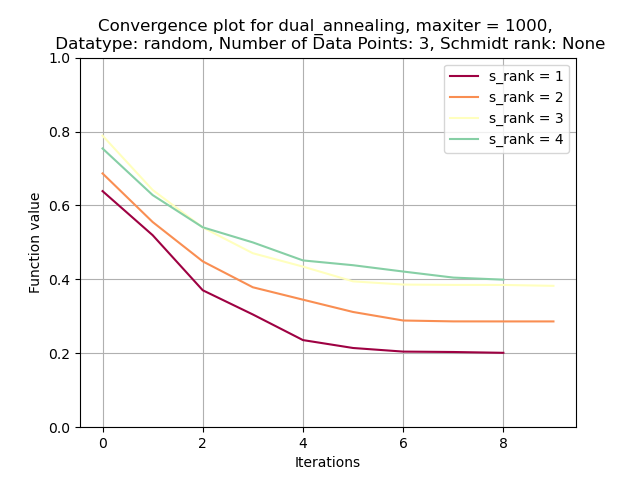 Convergence plot for dual_annealing, maxiter = 1000,
Datatype: random, Number of Data Points: 3, Schmidt rank: None
s_rank = 1
s_rank = 2
s_rank = 3
s_rank = 4
Function value
1.0
0.8
0.6
0.4
0.2
0.0
0 2 4 6 8
Iterations